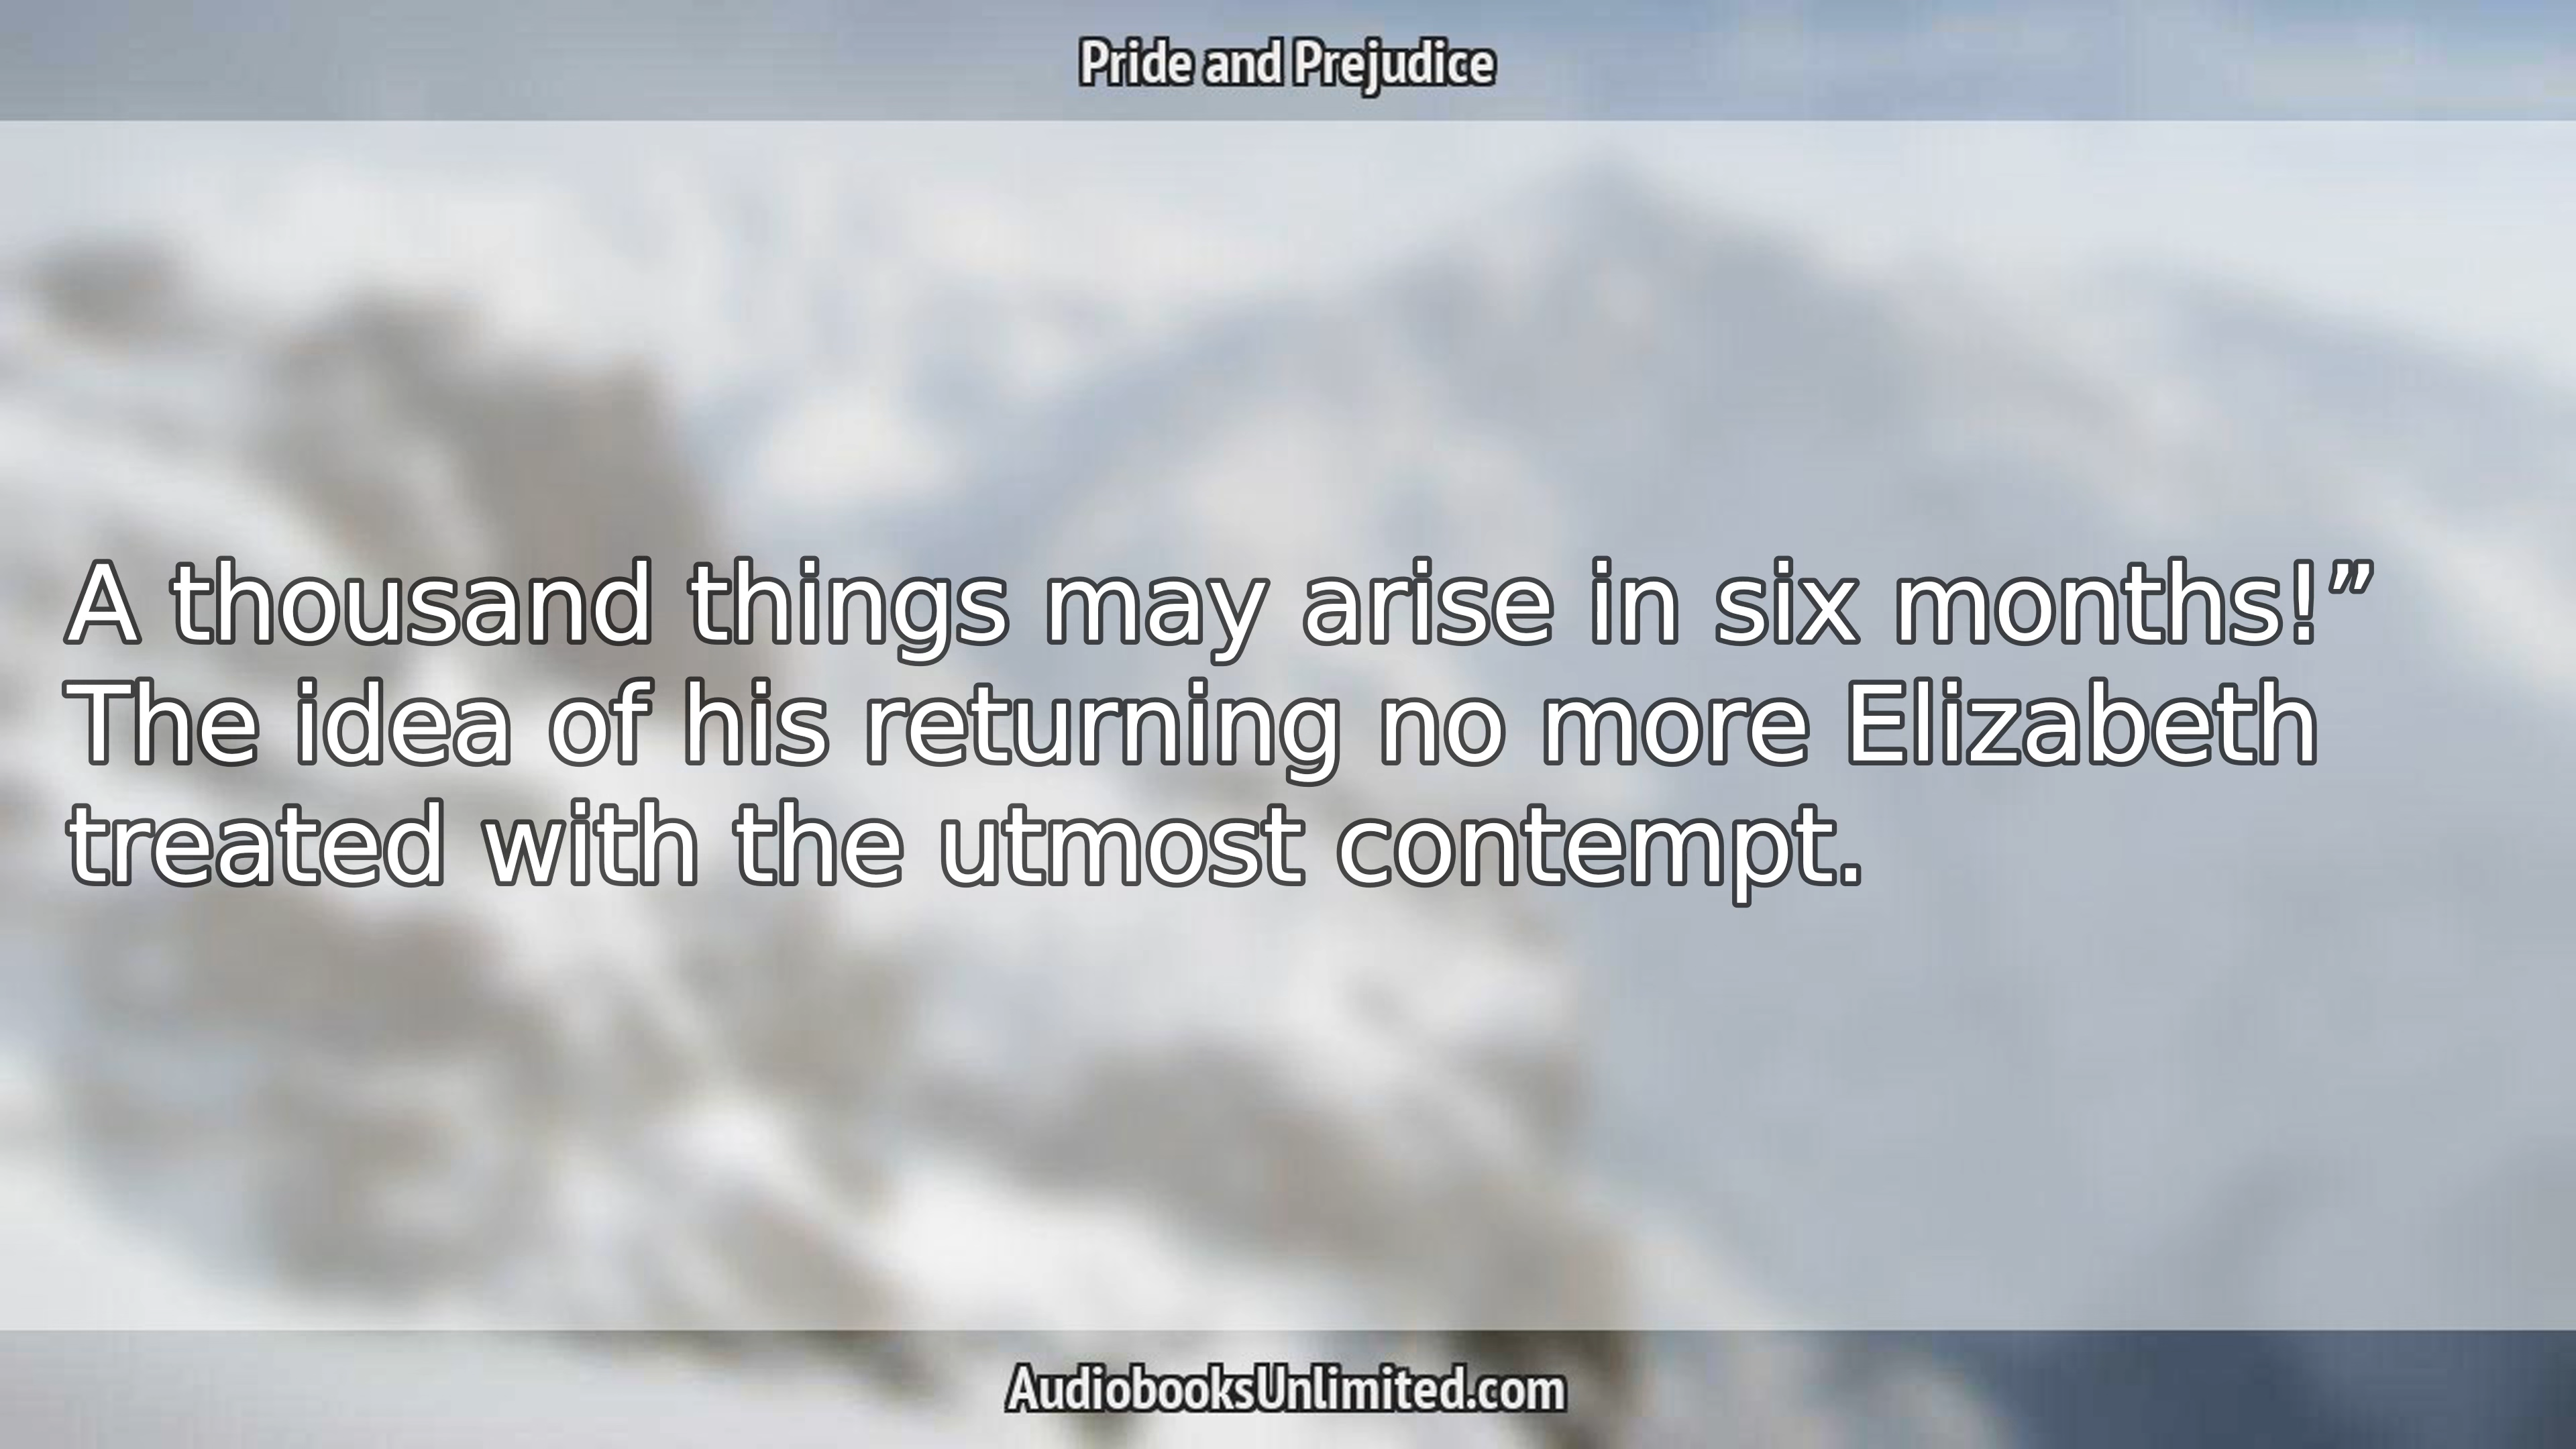 Pride and Prejudice
A thousand things may arise in six months!”
The idea of his returning no more Elizabeth
treated with the utmost contempt.
AudiobooksUnlimited.com